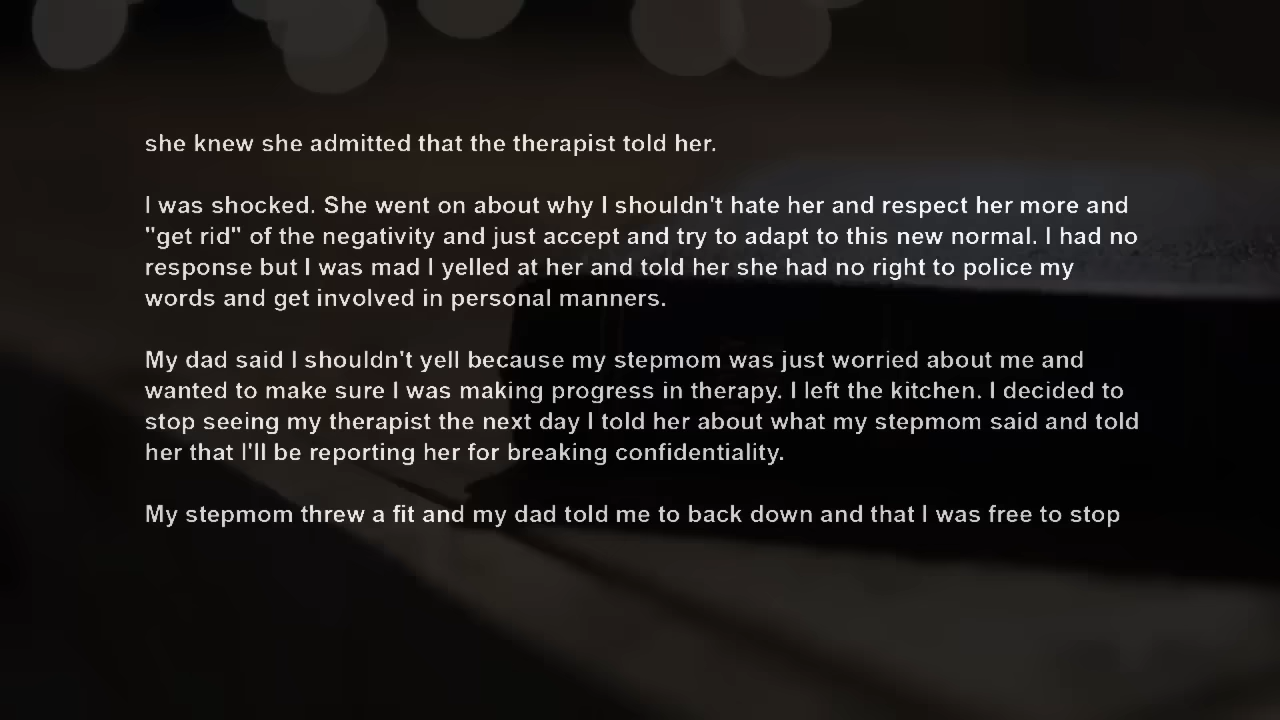 she knew she admitted that the therapist told her.
I was shocked. She went on about why I shouldn't hate her and respect her more and
"get rid" of the negativity and just accept and try to adapt to this new normal. I had no
response but I was mad I yelled at her and told her she had no right to police my
words and get involved in personal manners.
My dad said I shouldn't yell because my stepmom was just worried about me and
wanted to make sure I was making progress in therapy. I left the kitchen. I decided to
stop seeing my therapist the next day I told her about what my stepmom said and told
her that I'll be reporting her for breaking confidentiality.
My stepmom threw a fit and my dad told me to back down and that I was free to stop